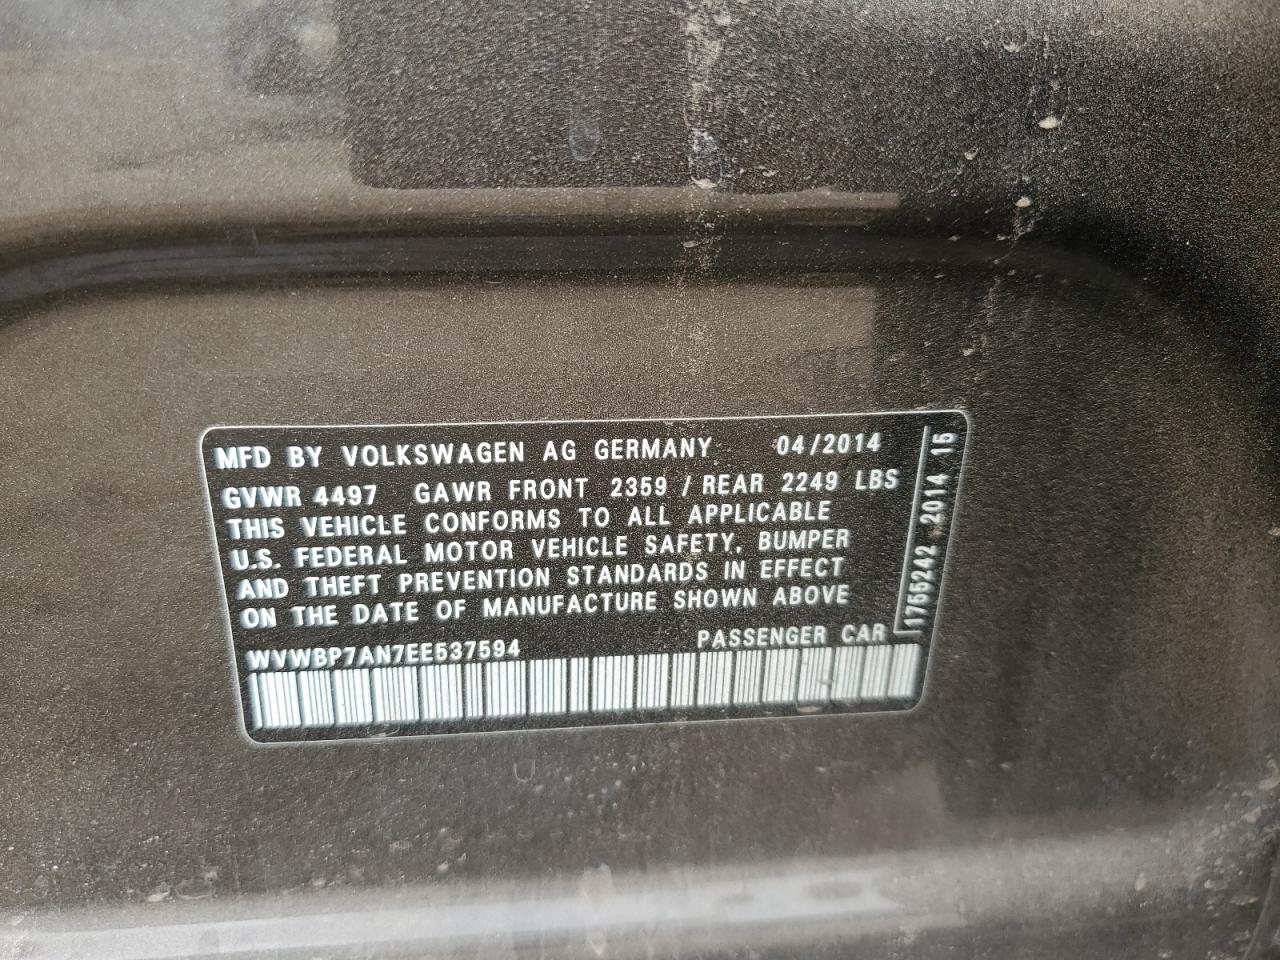 MFD BY VOLKSWAGEN AG GERMANY 04/2014
GVWR 4497 GAWR FRONT 2359 / REAR 2249 LBS
THIS VEHICLE CONFORMS TO ALL APPLICABLE
U.S. FEDERAL MOTOR VEHICLE SAFETY, BUMPER
AND THEFT PREVENTION STANDARDS IN EFFECT
ON THE DATE OF MANUFACTURE SHOWN ABOVE
WVWBP7AN7EE537594 PASSENGER CAR
1755242 2014 15